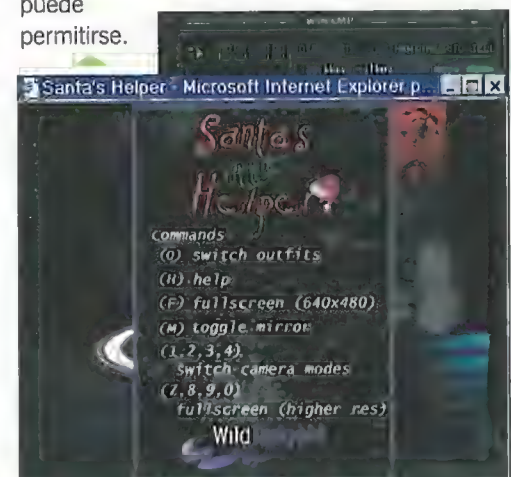 puede
permitirse.
WINAMP
Santa's Helper - Microsoft Internet Explorer p...
Santa's
Helper
Commands
(O) switch outfits
(H) help
(F) fullscreen (640x480)
(M) toggle mirror
(1,2,3,4)
switch camera modes
(7,8,9,0)
fullscreen (higher res)
Wild